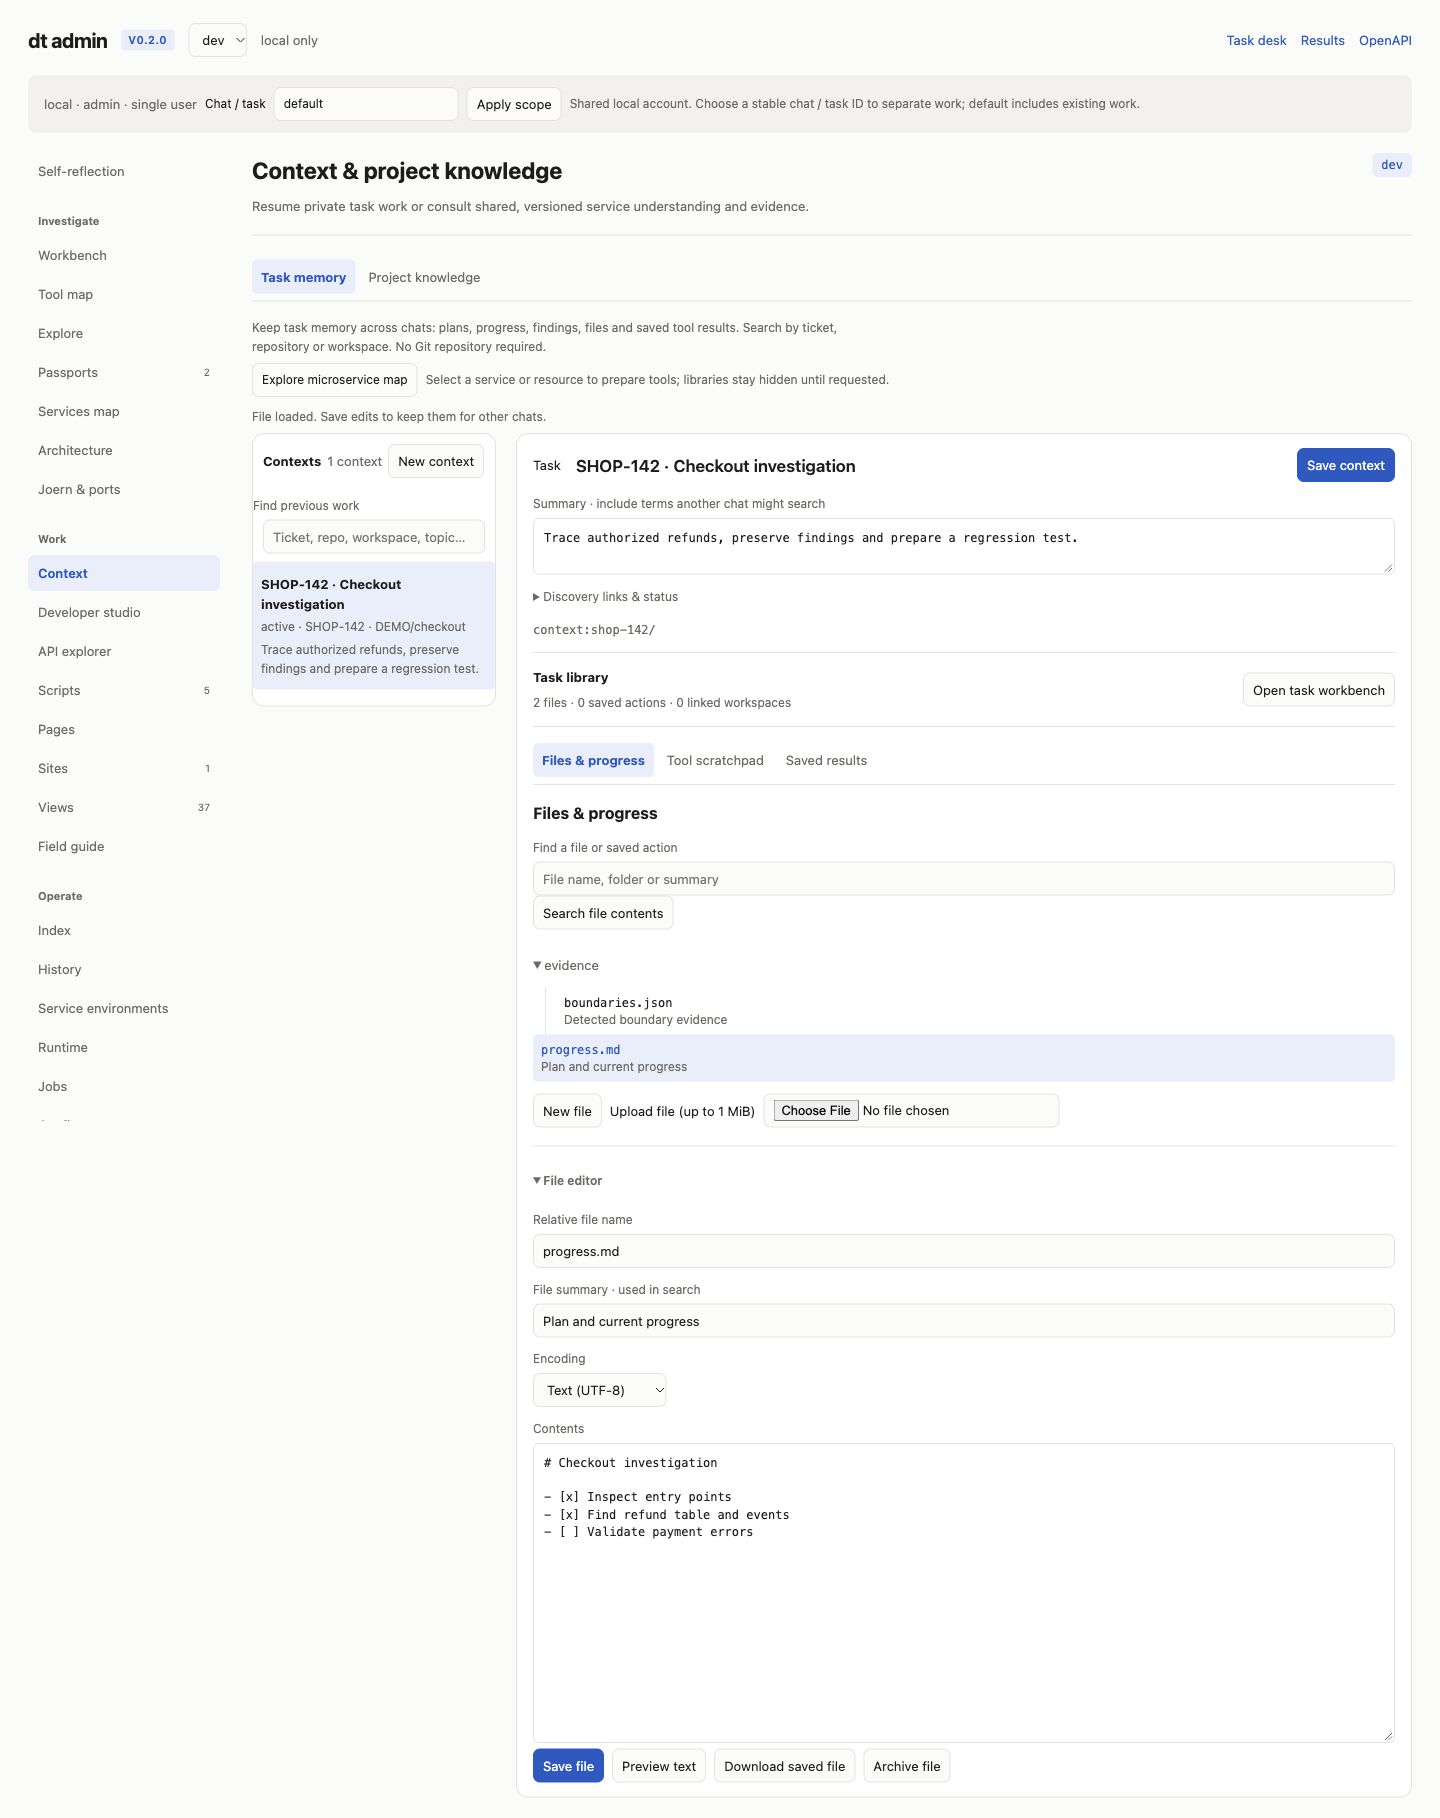 dt admin V0.2.0 dev local only Task desk Results OpenAPI
local · admin · single user Chat / task default Apply scope Shared local account. Choose a stable chat / task ID to separate work; default includes existing work.
Self-reflection
Investigate
Workbench
Tool map
Explore
Passports 2
Services map
Architecture
Joern & ports
Work
Context
Developer studio
API explorer
Scripts 5
Pages
Sites 1
Views 37
Field guide
Operate
Index
History
Service environments
Runtime
Jobs
Context & project knowledge dev
Resume private task work or consult shared, versioned service understanding and evidence.
Task memory Project knowledge
Keep task memory across chats: plans, progress, findings, files and saved tool results. Search by ticket,
repository or workspace. No Git repository required.
Explore microservice map Select a service or resource to prepare tools; libraries stay hidden until requested.
File loaded. Save edits to keep them for other chats.
Contexts 1 context New context
Find previous work
Ticket, repo, workspace, topic...
SHOP-142 · Checkout
investigation
active · SHOP-142 · DEMO/checkout
Trace authorized refunds, preserve
findings and prepare a regression test.
Task SHOP-142 · Checkout investigation Save context
Summary · include terms another chat might search
Trace authorized refunds, preserve findings and prepare a regression test.
Discovery links & status
context:shop-142/
Task library
2 files · 0 saved actions · 0 linked workspaces
Open task workbench
Files & progress Tool scratchpad Saved results
Files & progress
Find a file or saved action
File name, folder or summary
Search file contents
evidence
boundaries.json
Detected boundary evidence
progress.md
Plan and current progress
New file Upload file (up to 1 MiB) Choose File No file chosen
File editor
Relative file name
progress.md
File summary · used in search
Plan and current progress
Encoding
Text (UTF-8)
Contents
# Checkout investigation
- [x] Inspect entry points
- [x] Find refund table and events
- [ ] Validate payment errors
Save file Preview text Download saved file Archive file